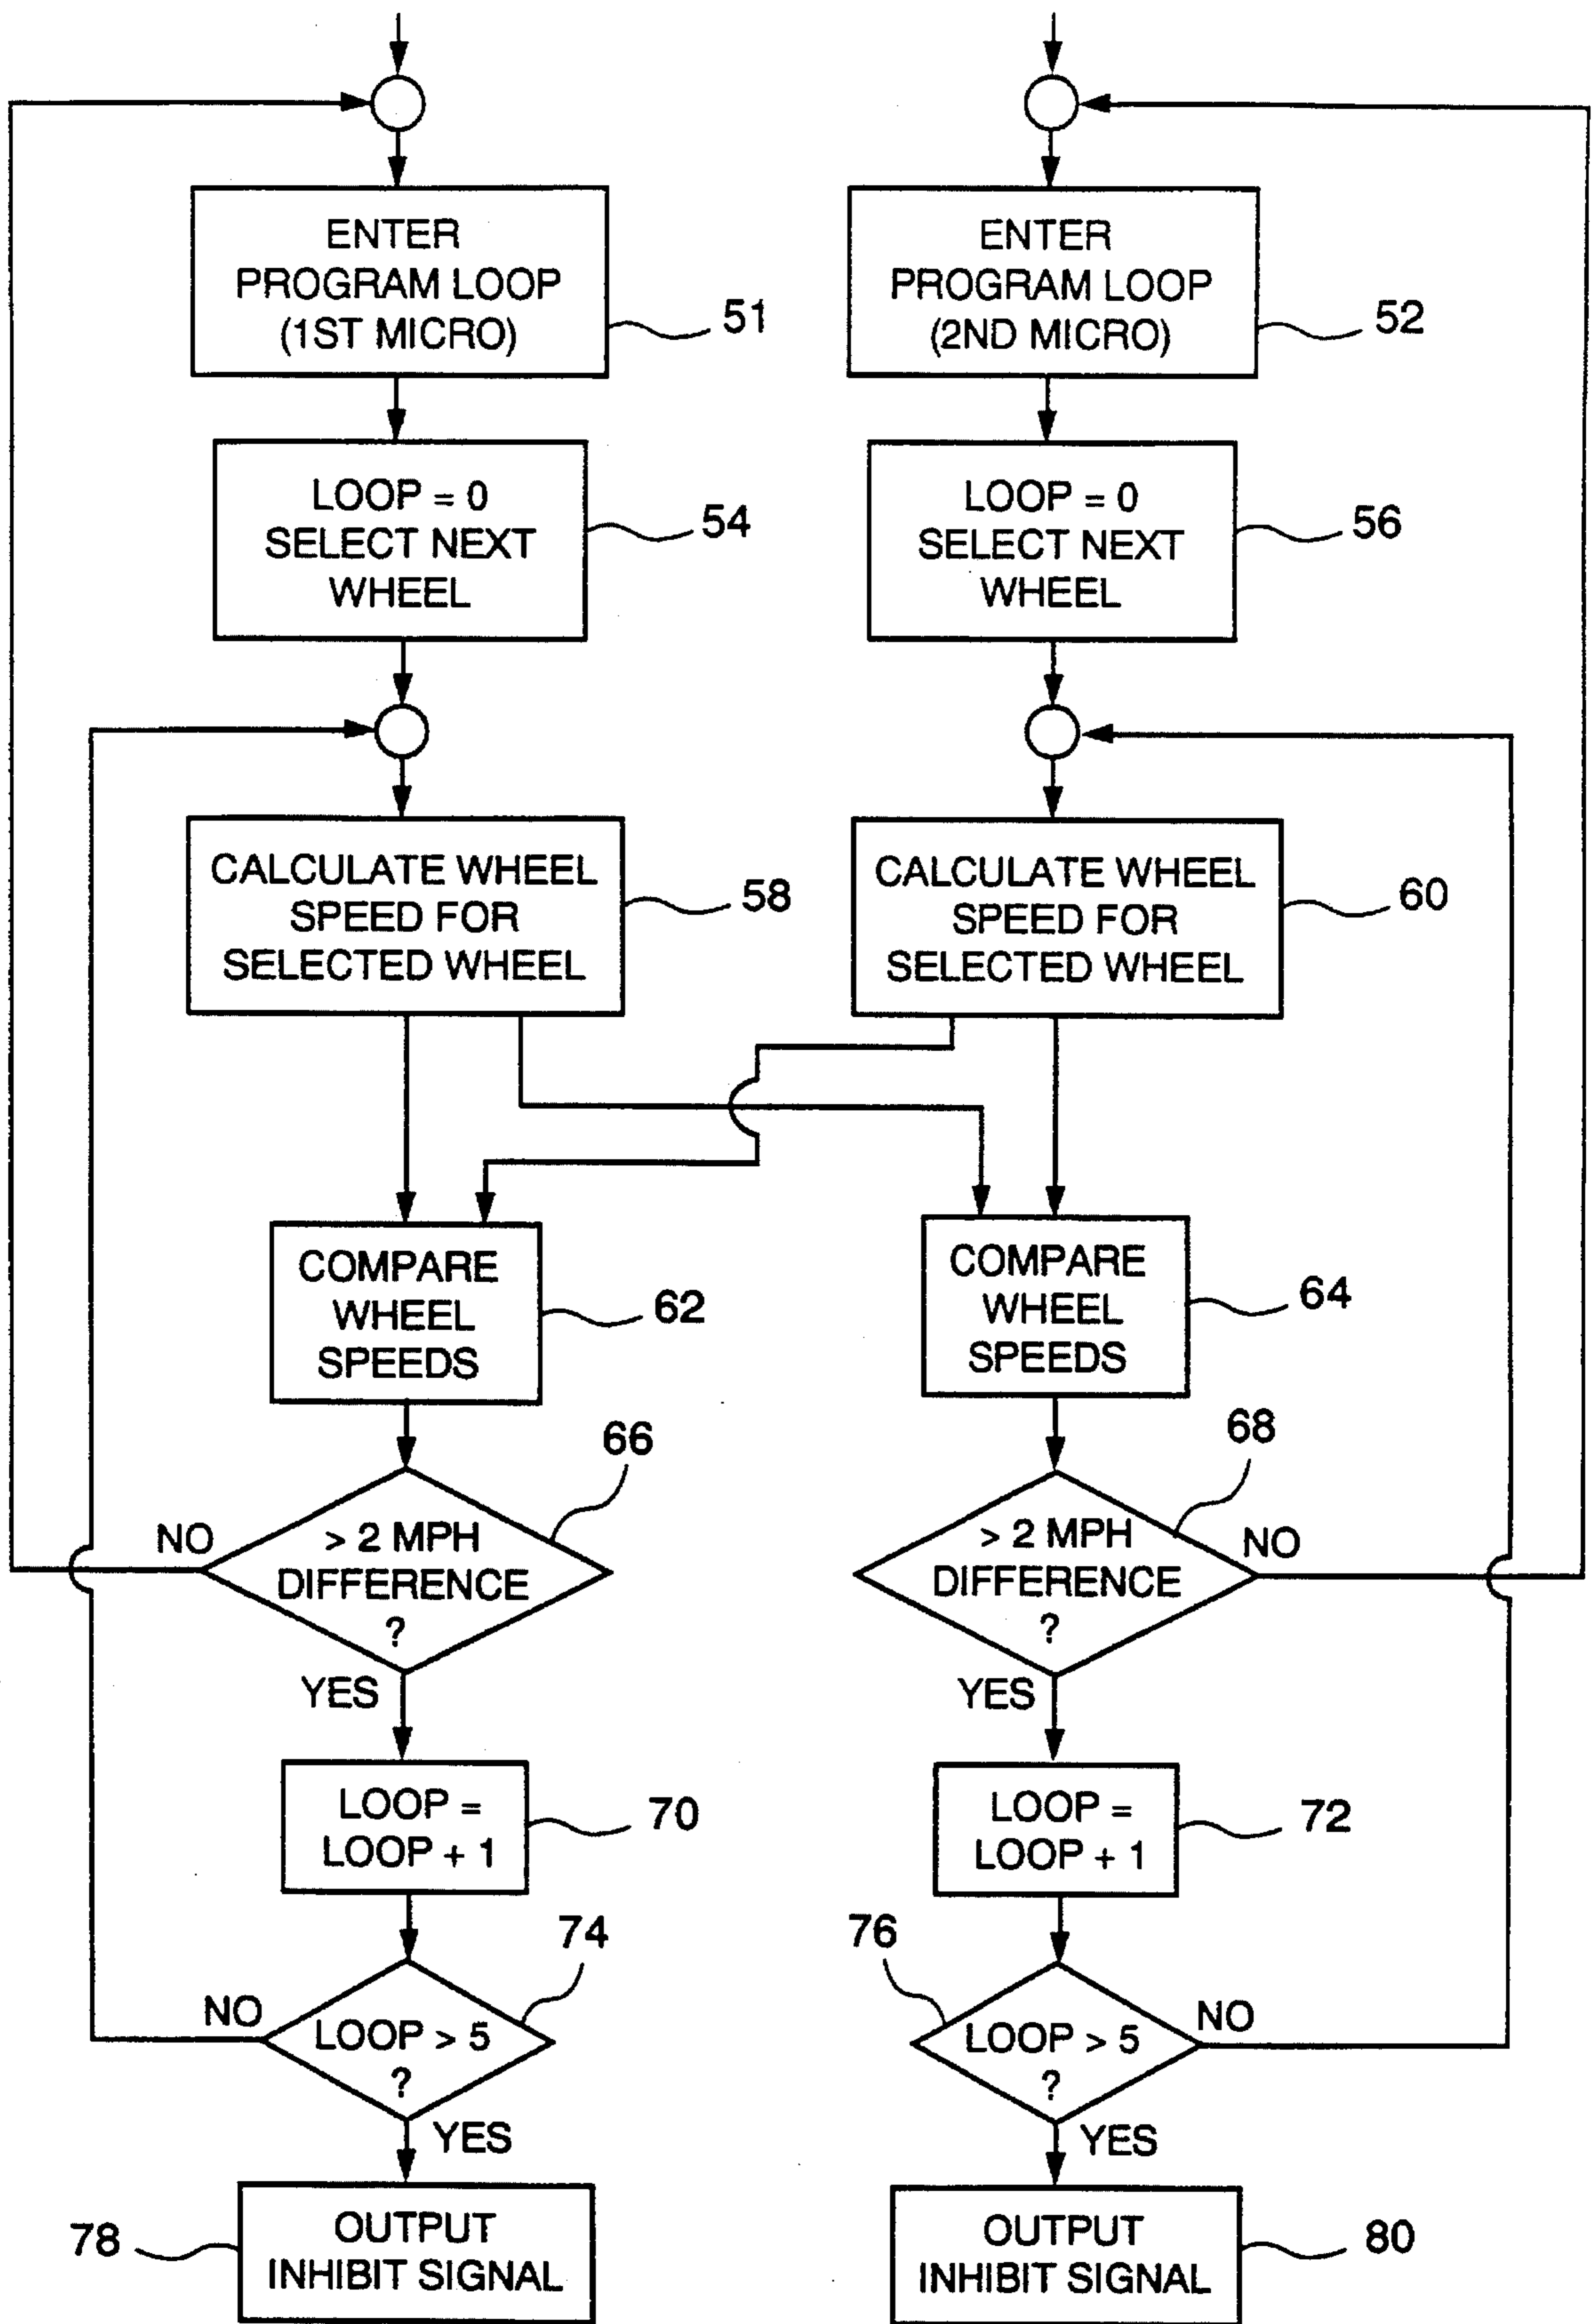 ENTER
PROGRAM LOOP
(1ST MICRO)
51
ENTER
PROGRAM LOOP
(2ND MICRO)
52
LOOP = 0
SELECT NEXT
WHEEL
54
LOOP = 0
SELECT NEXT
WHEEL
56
CALCULATE WHEEL
SPEED FOR
SELECTED WHEEL
58
CALCULATE WHEEL
SPEED FOR
SELECTED WHEEL
60
COMPARE
WHEEL
SPEEDS
62
COMPARE
WHEEL
SPEEDS
64
66
NO
> 2 MPH
DIFFERENCE
?
YES
68
> 2 MPH
DIFFERENCE
?
NO
YES
LOOP =
LOOP + 1
70
LOOP =
LOOP + 1
72
74
NO
LOOP > 5
?
YES
76
LOOP > 5
?
NO
YES
78
OUTPUT
INHIBIT SIGNAL
OUTPUT
INHIBIT SIGNAL
80